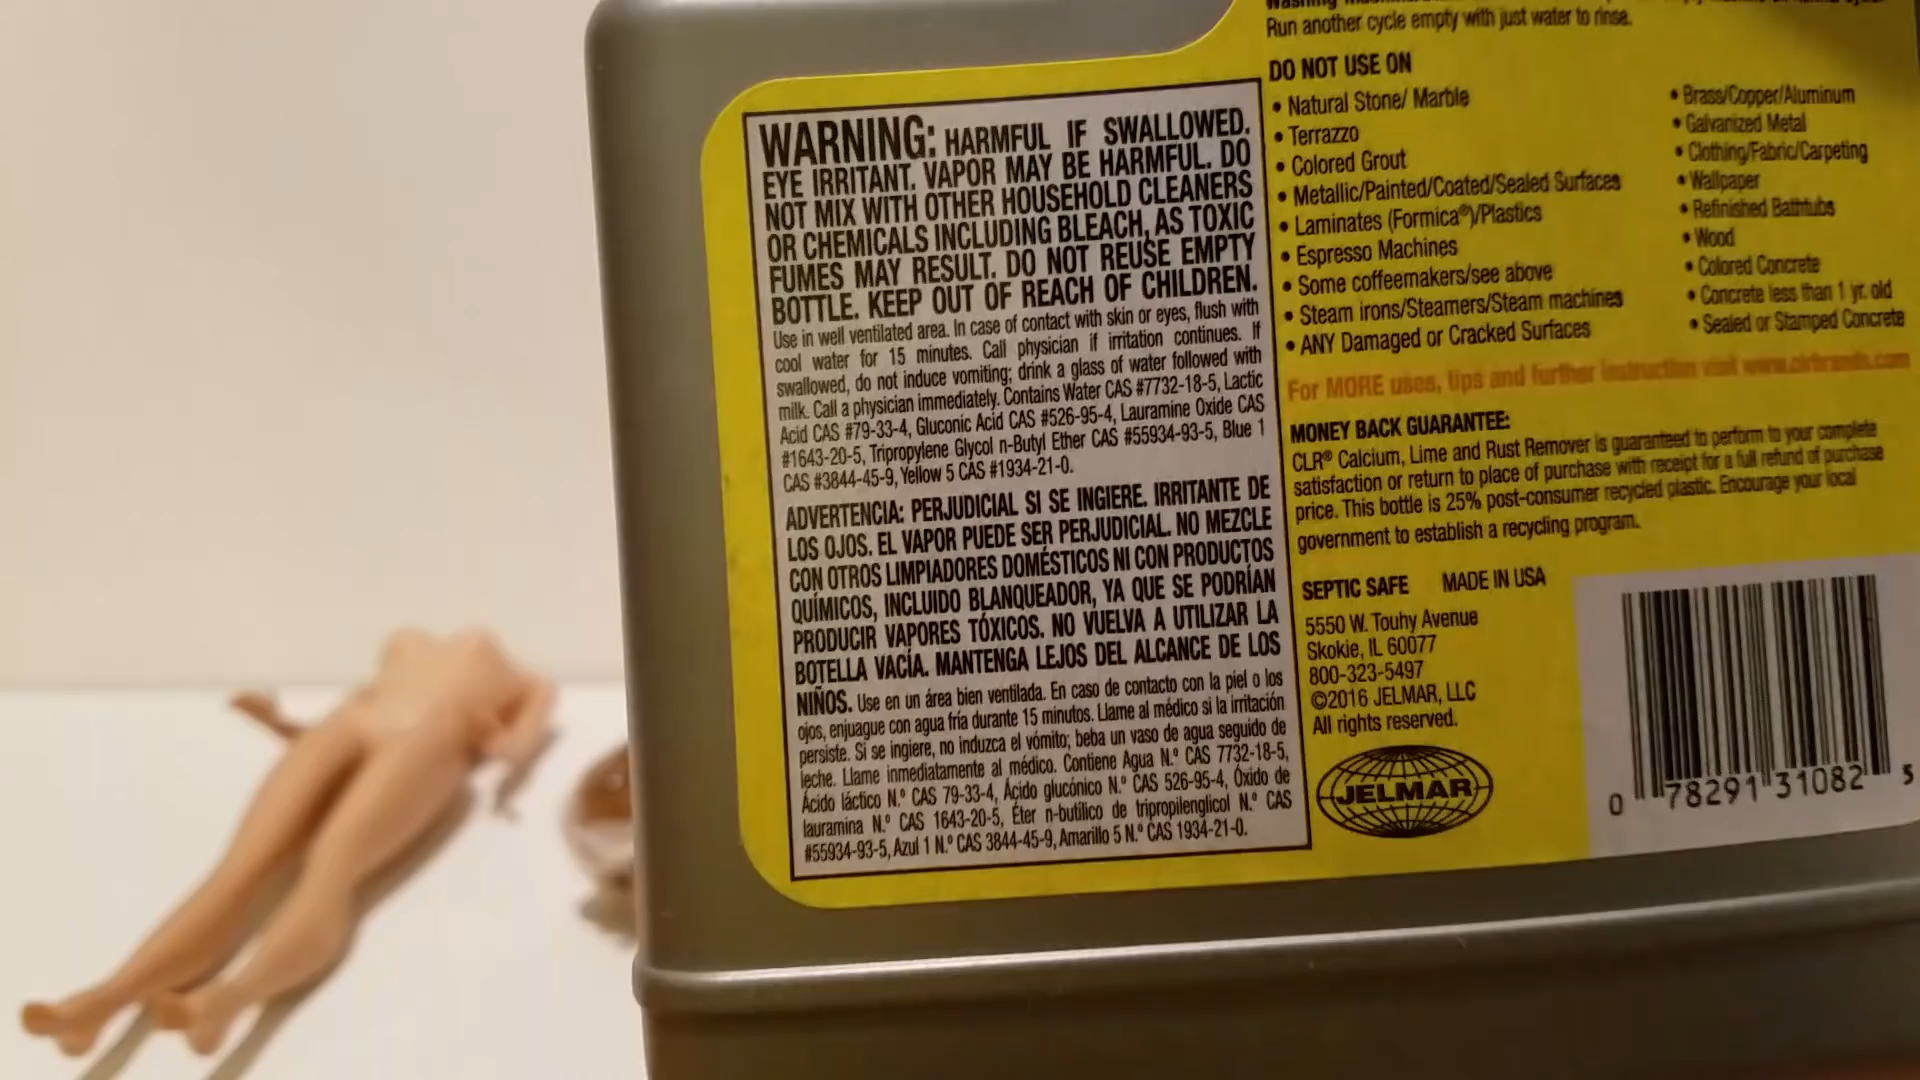 Run another cycle empty with just water to rinse.
WARNING: HARMFUL IF SWALLOWED.
EYE IRRITANT. VAPOR MAY BE HARMFUL. DO
NOT MIX WITH OTHER HOUSEHOLD CLEANERS
OR CHEMICALS INCLUDING BLEACH, AS TOXIC
FUMES MAY RESULT. DO NOT REUSE EMPTY
BOTTLE. KEEP OUT OF REACH OF CHILDREN.
Use in well ventilated area. In case of contact with skin or eyes, flush with
cool water for 15 minutes. Call physician if irritation continues. If
swallowed, do not induce vomiting; drink a glass of water followed with
milk. Call a physician immediately. Contains Water CAS #7732-18-5, Lactic
Acid CAS #79-33-4, Gluconic Acid CAS #526-95-4, Lauramine Oxide CAS
#1643-20-5, Tripropylene Glycol n-Butyl Ether CAS #55934-93-5, Blue 1
CAS #3844-45-9, Yellow 5 CAS #1934-21-0.
ADVERTENCIA: PERJUDICIAL SI SE INGIERE. IRRITANTE DE
LOS OJOS. EL VAPOR PUEDE SER PERJUDICIAL. NO MEZCLE
CON OTROS LIMPIADORES DOMÉSTICOS NI CON PRODUCTOS
QUÍMICOS, INCLUIDO BLANQUEADOR, YA QUE SE PODRÍAN
PRODUCIR VAPORES TÓXICOS. NO VUELVA A UTILIZAR LA
BOTELLA VACÍA. MANTENGA LEJOS DEL ALCANCE DE LOS
NIÑOS. Use en un área bien ventilada. En caso de contacto con la piel o los
ojos, enjuague con agua fría durante 15 minutos. Llame al médico si la irritación
persiste. Si se ingiere, no induzca el vómito; beba un vaso de agua seguido de
leche. Llame inmediatamente al médico. Contiene Agua N.º CAS 7732-18-5,
Ácido láctico N.º CAS 79-33-4, Ácido glucónico N.º CAS 526-95-4, Óxido de
lauramina N.º CAS 1643-20-5, Éter n-butílico de tripropilenglicol N.º CAS
#55934-93-5, Azul 1 N.º CAS 3844-45-9, Amarillo 5 N.º CAS 1934-21-0.
DO NOT USE ON
• Natural Stone/ Marble
• Terrazzo
• Colored Grout
• Metallic/Painted/Coated/Sealed Surfaces
• Laminates (Formica®)/Plastics
• Espresso Machines
• Some coffeemakers/see above
• Steam irons/Steamers/Steam machines
• ANY Damaged or Cracked Surfaces
• Brass/Copper/Aluminum
• Galvanized Metal
• Clothing/Fabric/Carpeting
• Wallpaper
• Refinished Bathtubs
• Wood
• Colored Concrete
• Concrete less than 1 yr. old
• Sealed or Stamped Concrete
For MORE uses, tips and further instruction visit www.clrbrands.com
MONEY BACK GUARANTEE:
CLR® Calcium, Lime and Rust Remover is guaranteed to perform to your complete
satisfaction or return to place of purchase with receipt for a full refund of purchase
price. This bottle is 25% post-consumer recycled plastic. Encourage your local
government to establish a recycling program.
SEPTIC SAFE MADE IN USA
5550 W. Touhy Avenue
Skokie, IL 60077
800-323-5497
©2016 JELMAR, LLC
All rights reserved.
JELMAR
0 78291 31082 5